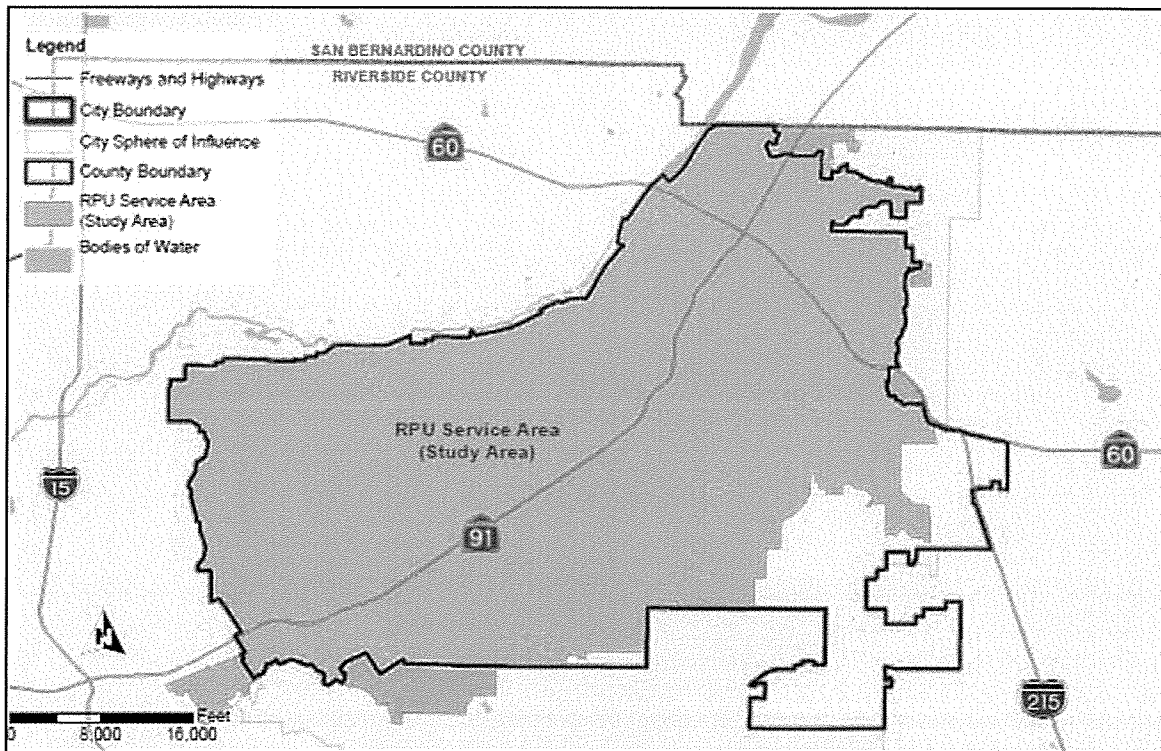 Legend
Freeways and Highways
City Boundary
City Sphere of Influence
County Boundary
RPU Service Area
(Study Area)
Bodies of Water
SAN BERNARDINO COUNTY
RIVERSIDE COUNTY
60
RPU Service Area
(Study Area)
60
15
91
N
215
Feet
0 8,000 16,000